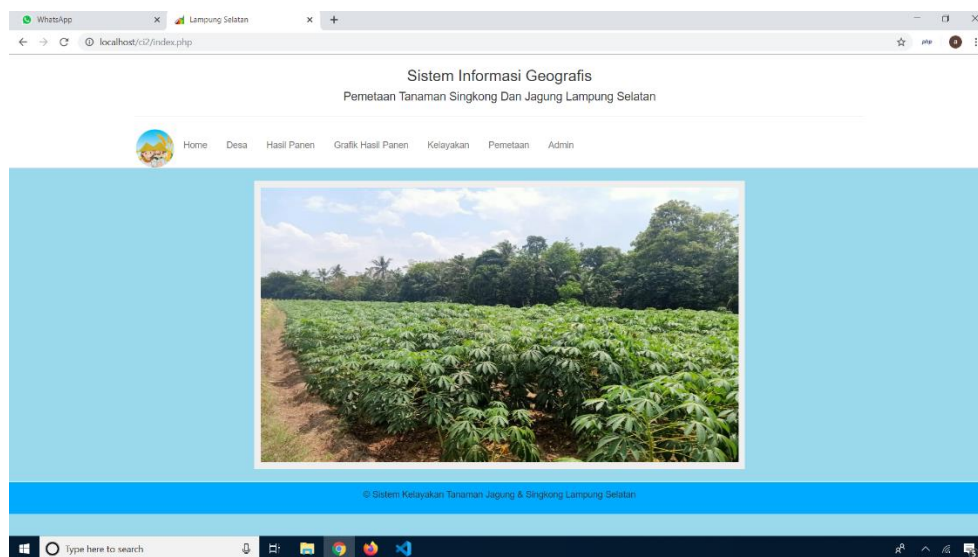 WhatsApp
Lampung Selatan
localhost/ci2/index.php
php
a
Sistem Informasi Geografis
Pemetaan Tanaman Singkong Dan Jagung Lampung Selatan
Home Desa Hasil Panen Grafik Hasil Panen Kelayakan Pemetaan Admin
© Sistem Kelayakan Tanaman Jagung & Singkong Lampung Selatan
Type here to search